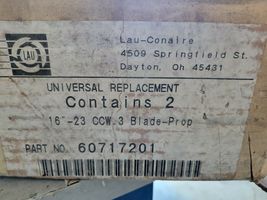 LAU
Lau-Conaire
4509 Springfield St.
Dayton, Oh 45431
UNIVERSAL REPLACEMENT
Contains 2
16"-23 CCW.3 Blade-Prop
PART NO. 60717201